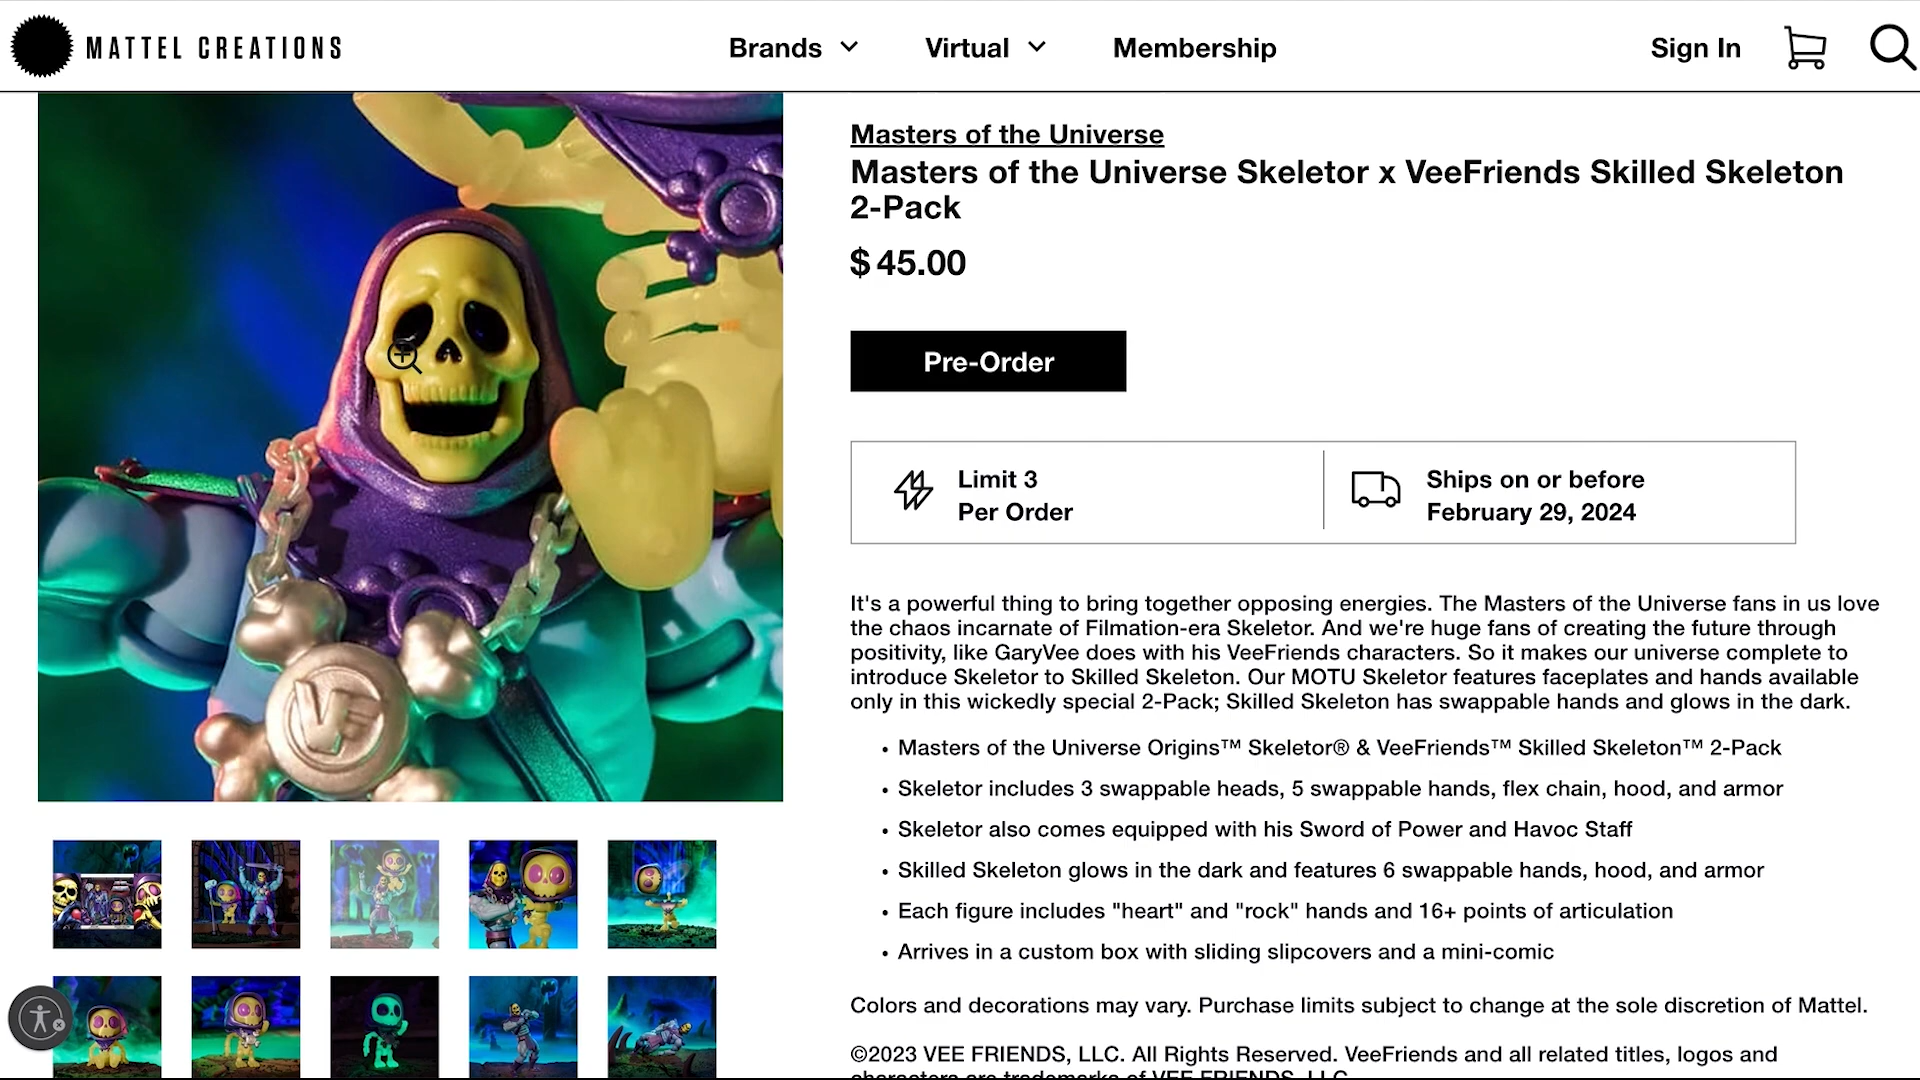 MATTEL CREATIONS
Brands
Virtual
Membership
Sign In
Masters of the Universe
Masters of the Universe Skeletor x VeeFriends Skilled Skeleton
2-Pack
$45.00
Pre-Order
Limit 3
Per Order
Ships on or before
February 29, 2024
It's a powerful thing to bring together opposing energies. The Masters of the Universe fans in us love
the chaos incarnate of Filmation-era Skeletor. And we're huge fans of creating the future through
positivity, like GaryVee does with his VeeFriends characters. So it makes our universe complete to
introduce Skeletor to Skilled Skeleton. Our MOTU Skeletor features faceplates and hands available
only in this wickedly special 2-Pack; Skilled Skeleton has swappable hands and glows in the dark.
• Masters of the Universe Origins™ Skeletor® & VeeFriends™ Skilled Skeleton™ 2-Pack
• Skeletor includes 3 swappable heads, 5 swappable hands, flex chain, hood, and armor
• Skeletor also comes equipped with his Sword of Power and Havoc Staff
• Skilled Skeleton glows in the dark and features 6 swappable hands, hood, and armor
• Each figure includes "heart" and "rock" hands and 16+ points of articulation
• Arrives in a custom box with sliding slipcovers and a mini-comic
Colors and decorations may vary. Purchase limits subject to change at the sole discretion of Mattel.
©2023 VEE FRIENDS, LLC. All Rights Reserved. VeeFriends and all related titles, logos and
characters are trademarks of VEE FRIENDS, LLC.
VF